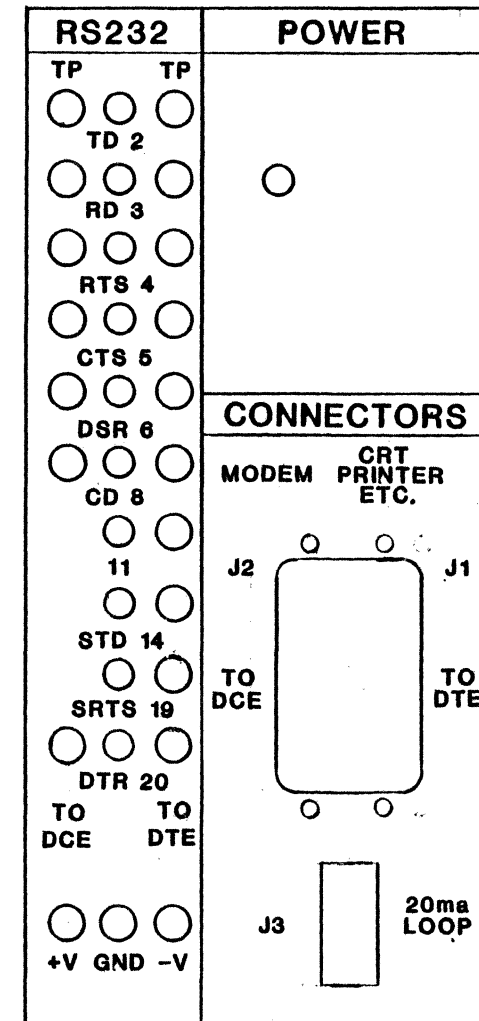 RS232
TP TP
TD 2
RD 3
RTS 4
CTS 5
DSR 6
CD 8
11
STD 14
SRTS 19
DTR 20
TO TO
DCE DTE
+V GND -V
POWER
CONNECTORS
MODEM
CRT
PRINTER
ETC.
J2
J1
TO
DCE
TO
DTE
J3
20ma
LOOP